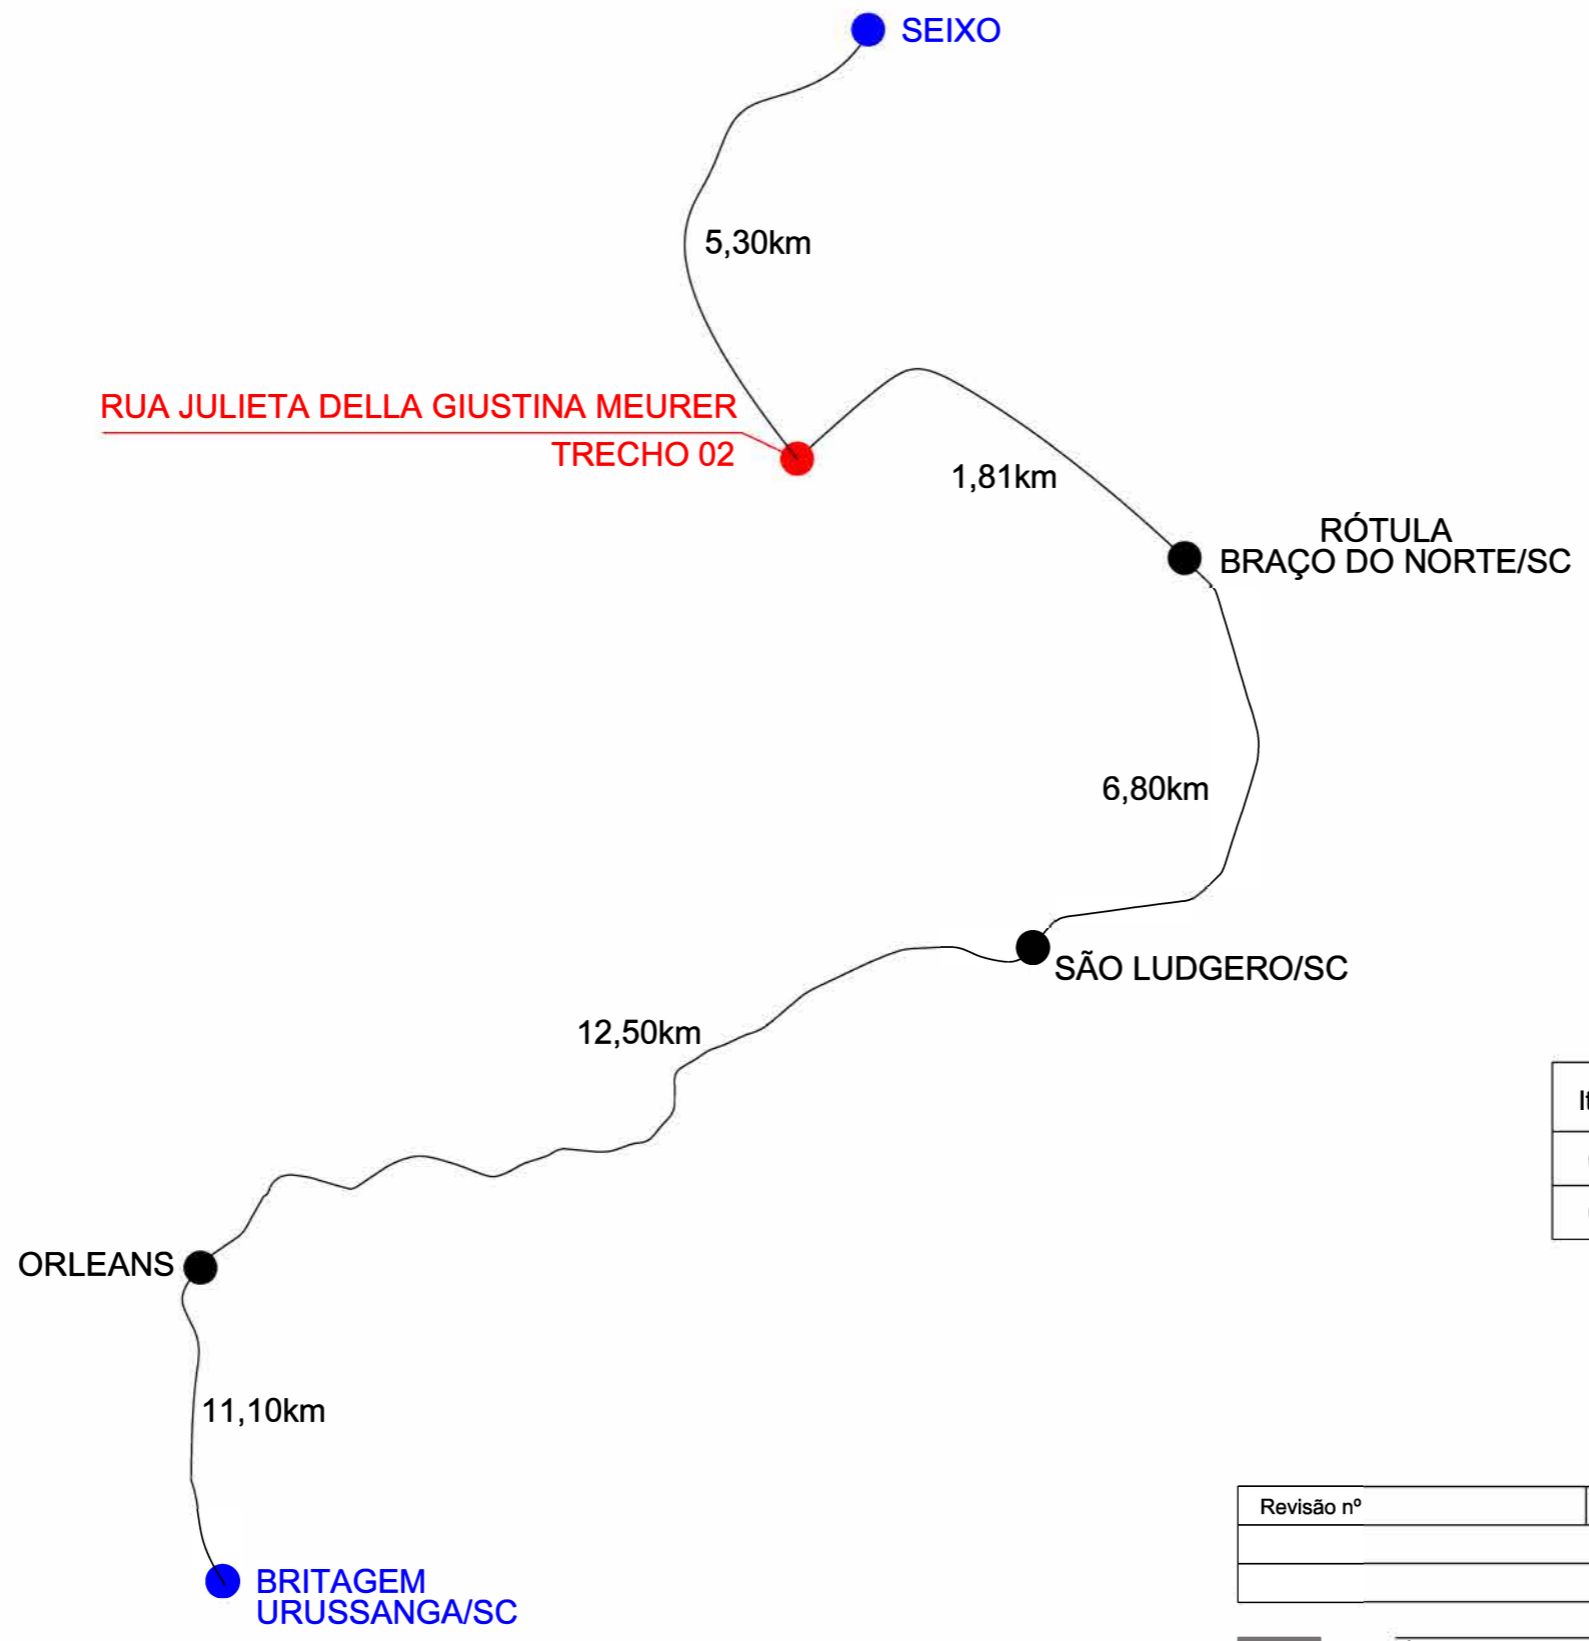 SEIXO
5,30km
RUA JULIETA DELLA GIUSTINA MEURER
TRECHO 02
1,81km
RÓTULA
BRAÇO DO NORTE/SC
6,80km
SÃO LUDGERO/SC
12,50km
ORLEANS
11,10km
Revisão nº
BRITAGEM
URUSSANGA/SC